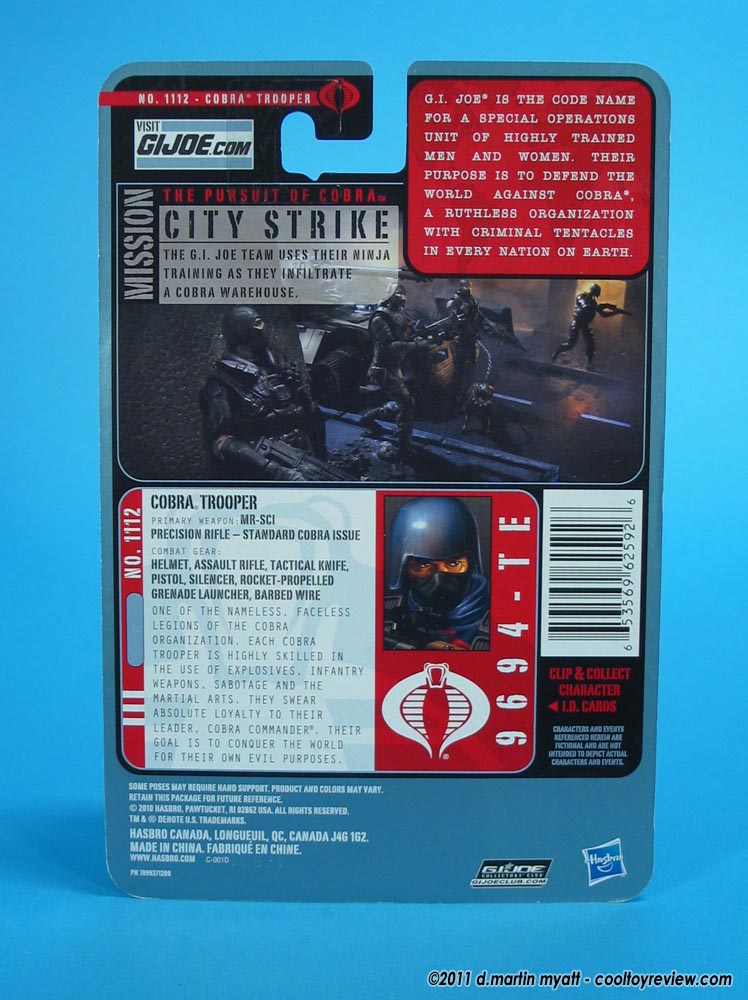 NO. 1112 - COBRA® TROOPER
VISIT
GIJOE.COM
G.I. JOE® IS THE CODE NAME
FOR A SPECIAL OPERATIONS
UNIT OF HIGHLY TRAINED
MEN AND WOMEN. THEIR
PURPOSE IS TO DEFEND THE
WORLD AGAINST COBRA®,
A RUTHLESS ORGANIZATION
WITH CRIMINAL TENTACLES
IN EVERY NATION ON EARTH.
MISSION
THE PURSUIT OF COBRA™
CITY STRIKE
THE G.I. JOE TEAM USES THEIR NINJA
TRAINING AS THEY INFILTRATE
A COBRA WAREHOUSE.
NO. 1112
COBRA TROOPER
PRIMARY WEAPON: MR-SCI
PRECISION RIFLE – STANDARD COBRA ISSUE
COMBAT GEAR:
HELMET, ASSAULT RIFLE, TACTICAL KNIFE,
PISTOL, SILENCER, ROCKET-PROPELLED
GRENADE LAUNCHER, BARBED WIRE
ONE OF THE NAMELESS, FACELESS
LEGIONS OF THE COBRA
ORGANIZATION. EACH COBRA
TROOPER IS HIGHLY SKILLED IN
THE USE OF EXPLOSIVES, INFANTRY
WEAPONS, SABOTAGE AND THE
MARTIAL ARTS. THEY SWEAR
ABSOLUTE LOYALTY TO THEIR
LEADER, COBRA COMMANDER®. THEIR
GOAL IS TO CONQUER THE WORLD
FOR THEIR OWN EVIL PURPOSES.
®
9694-TE
6 53569 62592 6
CLIP & COLLECT
CHARACTER
◄ I.D. CARDS
CHARACTERS AND EVENTS
REFERENCED HEREIN ARE
FICTIONAL AND ARE NOT
INTENDED TO DEPICT ACTUAL
CHARACTERS AND EVENTS.
SOME POSES MAY REQUIRE HAND SUPPORT. PRODUCT AND COLORS MAY VARY.
RETAIN THIS PACKAGE FOR FUTURE REFERENCE.
© 2010 HASBRO, PAWTUCKET, RI 02862 USA. ALL RIGHTS RESERVED.
TM & ® DENOTE U.S. TRADEMARKS.
HASBRO CANADA, LONGUEUIL, QC, CANADA J4G 1G2.
MADE IN CHINA. FABRIQUÉ EN CHINE.
WWW.HASBRO.COM C-001D
PN 7099371200
GIJOE
COLLECTORS' CLUB
GIJOECLUB.COM
Hasbro
©2011 d.martin myatt - cooltoyreview.com